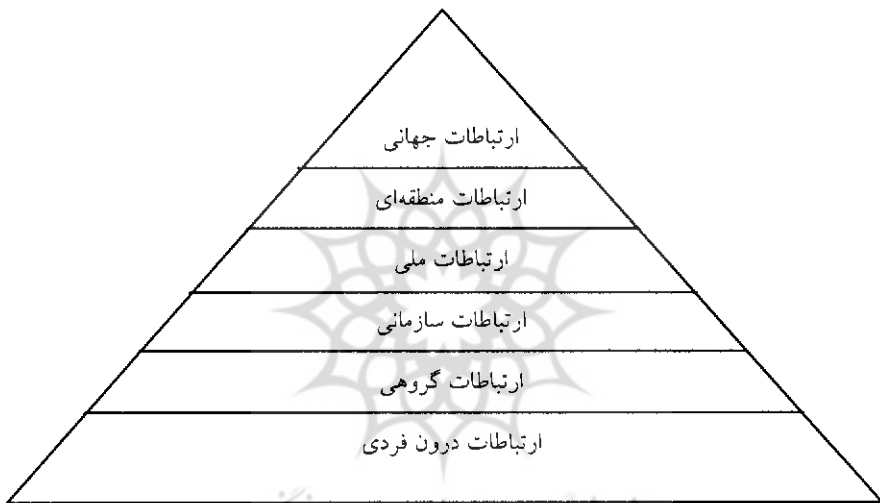 ارتباطات جهانی
ارتباطات منطقه‌ای
ارتباطات ملی
ارتباطات سازمانی
ارتباطات گروهی
ارتباطات درون فردی